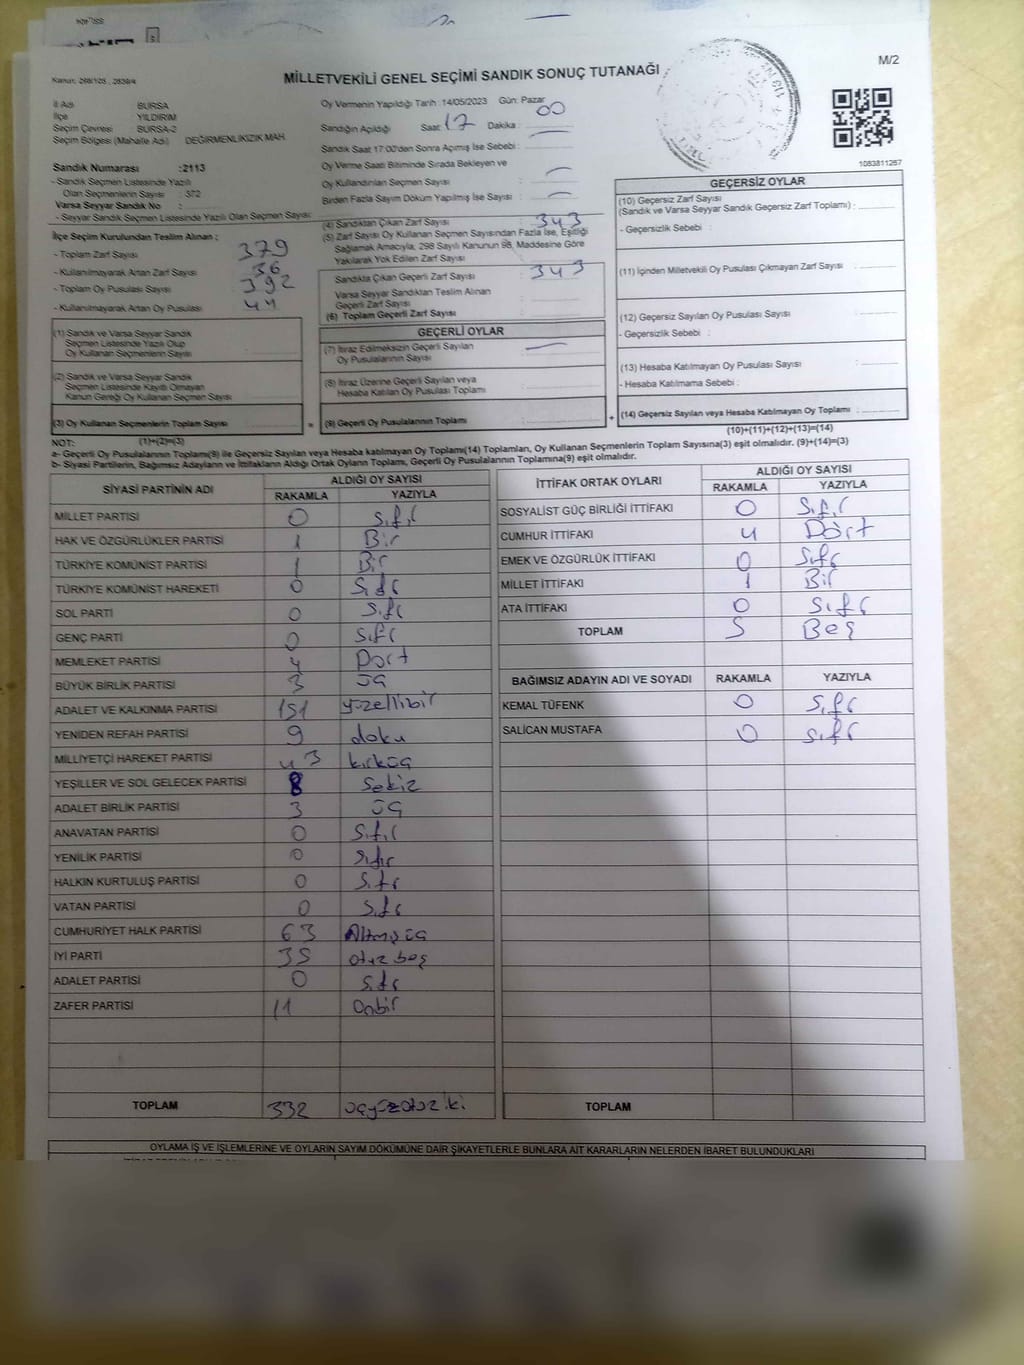 Kanun: 298/105, 2839/4
M/2
MİLLETVEKİLİ GENEL SEÇİMİ SANDIK SONUÇ TUTANAĞI
İl Adı BURSA
İlçe YILDIRIM
Seçim Çevresi BURSA-2
Seçim Bölgesi (Mahalle Adı) DEĞİRMENLİKIZIK MAH
Sandık Numarası :2113
- Sandık Seçmen Listesinde Yazılı
Olan Seçmenlerin Sayısı : 372
Varsa Seyyar Sandık No :
- Seyyar Sandık Seçmen Listesinde Yazılı Olan Seçmen Sayısı:
İlçe Seçim Kurulundan Teslim Alınan ;
- Toplam Zarf Sayısı : 379
- Kullanılmayarak Artan Zarf Sayısı : 36
- Toplam Oy Pusulası Sayısı : 392
- Kullanılmayarak Artan Oy Pusulası : 44
(1) Sandık ve Varsa Seyyar Sandık
Seçmen Listesinde Yazılı Olup
Oy Kullanan Seçmenlerin Sayısı :
(2) Sandık ve Varsa Seyyar Sandık
Seçmen Listesinde Kayıtlı Olmayan
Kanun Gereği Oy Kullanan Seçmen Sayısı :
(3) Oy Kullanan Seçmenlerin Toplam Sayısı :
Oy Vermenin Yapıldığı Tarih :14/05/2023 Gün: Pazar
Sandığın Açıldığı Saat: 17 Dakika : 00
Sandık Saat 17:00'den Sonra Açımış İse Sebebi :
Oy Verme Saati Bitiminde Sırada Bekleyen ve
Oy Kullandırılan Seçmen Sayısı :
Birden Fazla Sayım Döküm Yapılmış İse Sayısı :
(4) Sandıktan Çıkan Zarf Sayısı : 343
(5) Zarf Sayısı Oy Kullanan Seçmen Sayısından Fazla İse, Eşitliği
Sağlamak Amacıyla, 298 Sayılı Kanunun 98. Maddesine Göre
Yakılarak Yok Edilen Zarf Sayısı :
Sandıkta Çıkan Geçerli Zarf Sayısı : 343
Varsa Seyyar Sandıktan Teslim Alınan
Geçerli Zarf Sayısı :
(6) Toplam Geçerli Zarf Sayısı :
GEÇERLİ OYLAR
(7) İtiraz Edilmeksizin Geçerli Sayılan
Oy Pusulalarının Sayısı :
(8) İtiraz Üzerine Geçerli Sayılan veya
Hesaba Katılan Oy Pusulası Toplamı :
= (9) Geçerli Oy Pusulalarının Toplamı :
1083811267
GEÇERSİZ OYLAR
(10) Geçersiz Zarf Sayısı
(Sandık ve Varsa Seyyar Sandık Geçersiz Zarf Toplamı) :
- Geçersizlik Sebebi :
(11) İçinden Milletvekili Oy Pusulası Çıkmayan Zarf Sayısı :
(12) Geçersiz Sayılan Oy Pusulası Sayısı :
- Geçersizlik Sebebi :
(13) Hesaba Katılmayan Oy Pusulası Sayısı :
- Hesaba Katılmama Sebebi :
+ (14) Geçersiz Sayılan veya Hesaba Katılmayan Oy Toplamı :
NOT: (1)+(2)=(3)
(10)+(11)+(12)+(13)=(14)
a- Geçerli Oy Pusulalarının Toplamı(9) ile Geçersiz Sayılan veya Hesaba katılmayan Oy Toplamı(14) Toplamları, Oy Kullanan Seçmenlerin Toplam Sayısına(3) eşit olmalıdır. (9)+(14)=(3)
b- Siyasi Partilerin, Bağımsız Adayların ve İttifakların Aldığı Ortak Oyların Toplamı, Geçerli Oy Pusulalarının Toplamına(9) eşit olmalıdır.
SİYASİ PARTİNİN ADI ALDIĞI OY SAYISI
RAKAMLA YAZIYLA
MİLLET PARTİSİ 0 Sıfır
HAK VE ÖZGÜRLÜKLER PARTİSİ 1 Bir
TÜRKİYE KOMÜNİST PARTİSİ 1 Bir
TÜRKİYE KOMÜNİST HAREKETİ 0 Sıfır
SOL PARTİ 0 Sıfır
GENÇ PARTİ 0 Sıfır
MEMLEKET PARTİSİ 4 Dört
BÜYÜK BİRLİK PARTİSİ 3 üç
ADALET VE KALKINMA PARTİSİ 151 yüzellibir
YENİDEN REFAH PARTİSİ 9 doku
MİLLİYETÇİ HAREKET PARTİSİ 43 kırküç
YEŞİLLER VE SOL GELECEK PARTİSİ 8 Sekiz
ADALET BİRLİK PARTİSİ 3 üç
ANAVATAN PARTİSİ 0 Sıfır
YENİLİK PARTİSİ 0 Sıfır
HALKIN KURTULUŞ PARTİSİ 0 Sıfır
VATAN PARTİSİ 0 Sıfır
CUMHURİYET HALK PARTİSİ 63 Altmışüç
İYİ PARTİ 35 otuz beş
ADALET PARTİSİ 0 Sıfır
ZAFER PARTİSİ 11 Onbir
TOPLAM 332 üçyüzotuz iki
İTTİFAK ORTAK OYLARI ALDIĞI OY SAYISI
RAKAMLA YAZIYLA
SOSYALİST GÜÇ BİRLİĞİ İTTİFAKI 0 Sıfır
CUMHUR İTTİFAKI 4 Dört
EMEK VE ÖZGÜRLÜK İTTİFAKI 0 Sıfır
MİLLET İTTİFAKI 1 Bir
ATA İTTİFAKI 0 Sıfır
TOPLAM 5 Beş
BAĞIMSIZ ADAYIN ADI VE SOYADI RAKAMLA YAZIYLA
KEMAL TÜFENK 0 Sıfır
SALİCAN MUSTAFA 0 Sıfır
TOPLAM
OYLAMA İŞ VE İŞLEMLERİNE VE OYLARIN SAYIM DÖKÜMÜNE DAİR ŞİKAYETLERLE BUNLARA AİT KARARLARIN NELERDEN İBARET BULUNDUKLARI